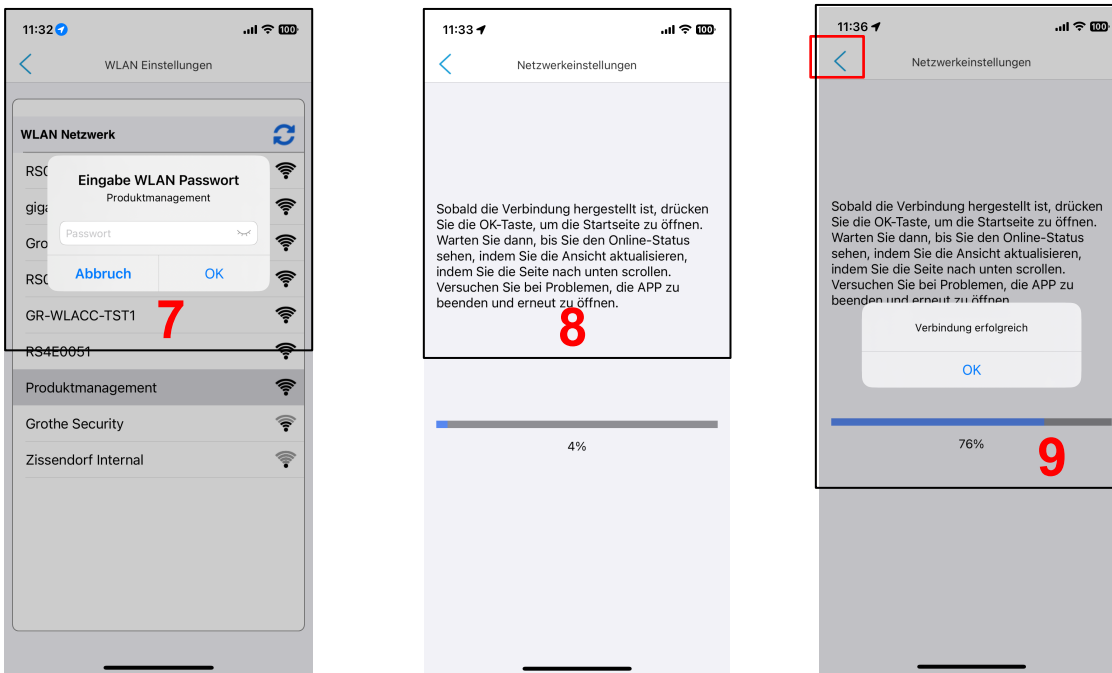 11:32
100
WLAN Einstellungen
WLAN Netzwerk
RS0
Eingabe WLAN Passwort
Produktmanagement
giga
Passwort
Gro
Abbruch
OK
RS0
7
GR-WLACC-TST1
RS4E0051
Produktmanagement
Grothe Security
Zissendorf Internal
11:33
100
Netzwerkeinstellungen
Sobald die Verbindung hergestellt ist, drücken
Sie die OK-Taste, um die Startseite zu öffnen.
Warten Sie dann, bis Sie den Online-Status
sehen, indem Sie die Ansicht aktualisieren,
indem Sie die Seite nach unten scrollen.
Versuchen Sie bei Problemen, die APP zu
beenden und erneut zu öffnen.
8
4%
11:36
100
Netzwerkeinstellungen
Sobald die Verbindung hergestellt ist, drücken
Sie die OK-Taste, um die Startseite zu öffnen.
Warten Sie dann, bis Sie den Online-Status
sehen, indem Sie die Ansicht aktualisieren,
indem Sie die Seite nach unten scrollen.
Versuchen Sie bei Problemen, die APP zu
beenden und erneut zu öffnen.
Verbindung erfolgreich
OK
76%
9